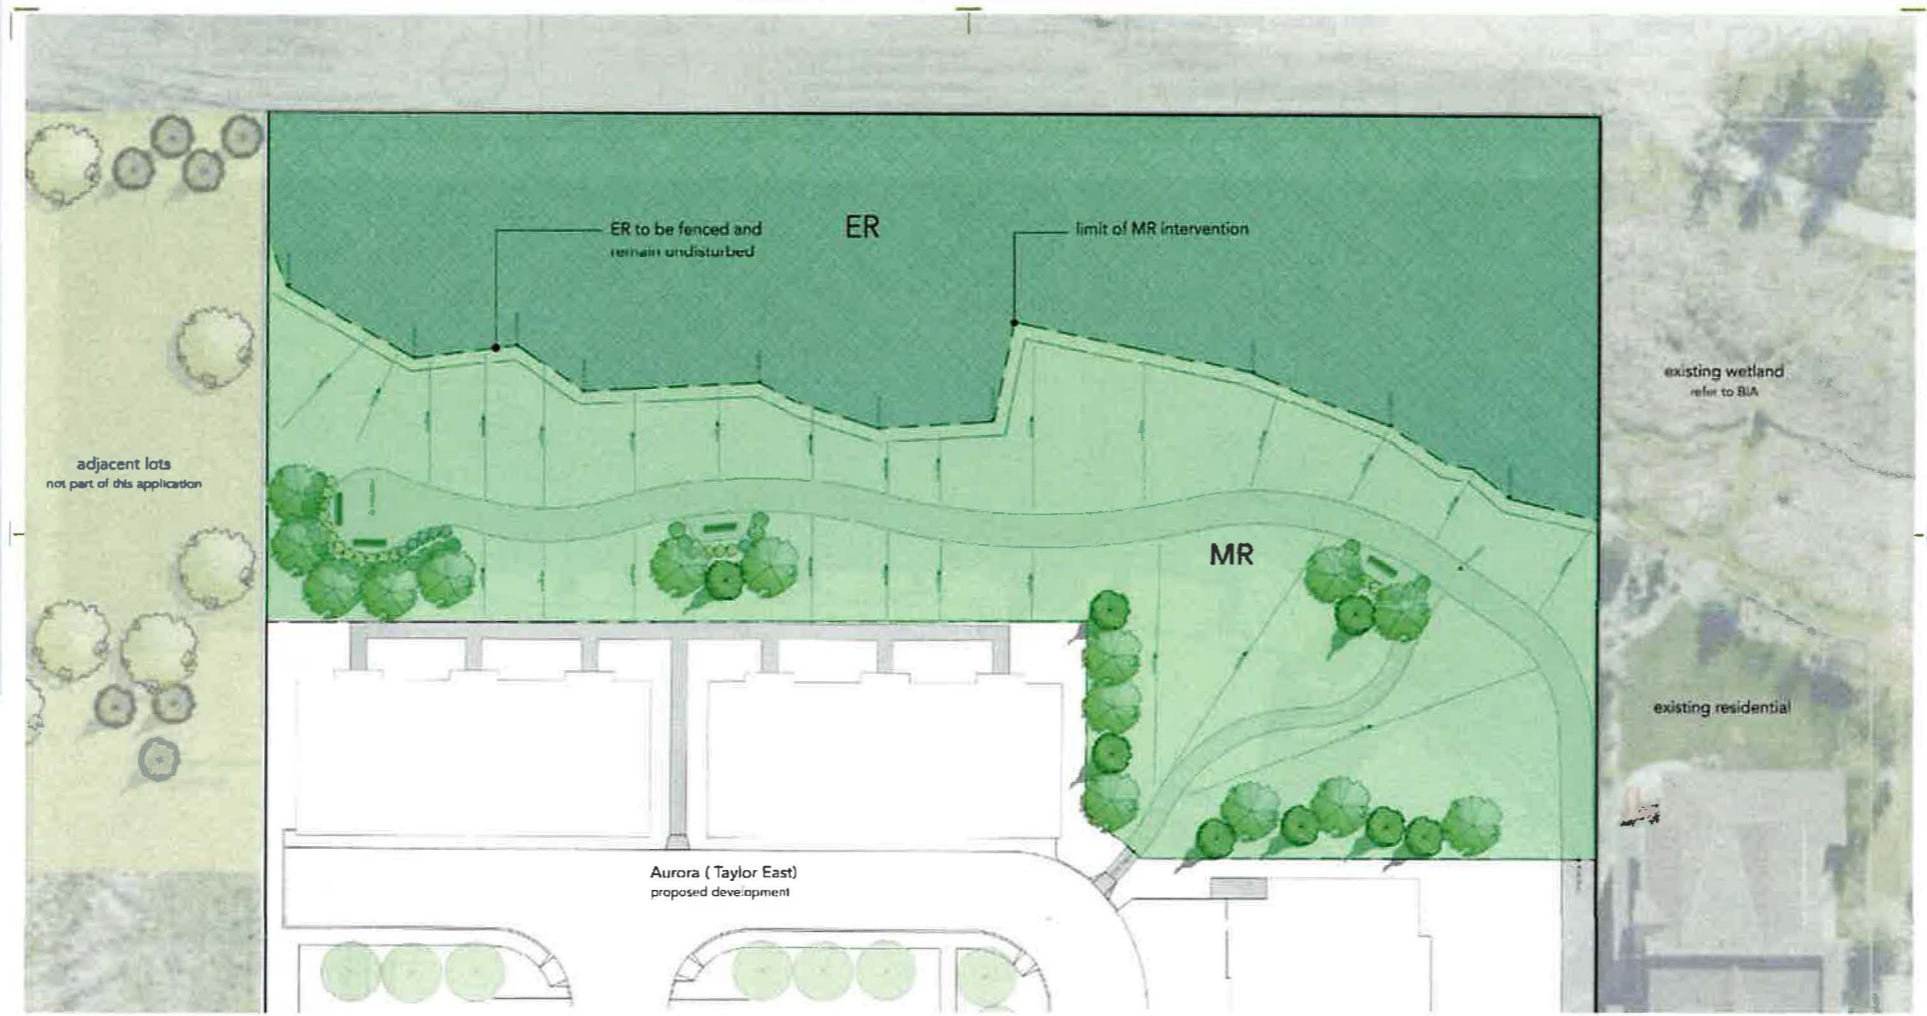 ER to be fenced and
remain undisturbed
ER
limit of MR intervention
existing wetland
refer to BIA
adjacent lots
not part of this application
MR
existing residential
Aurora ( Taylor East)
proposed development